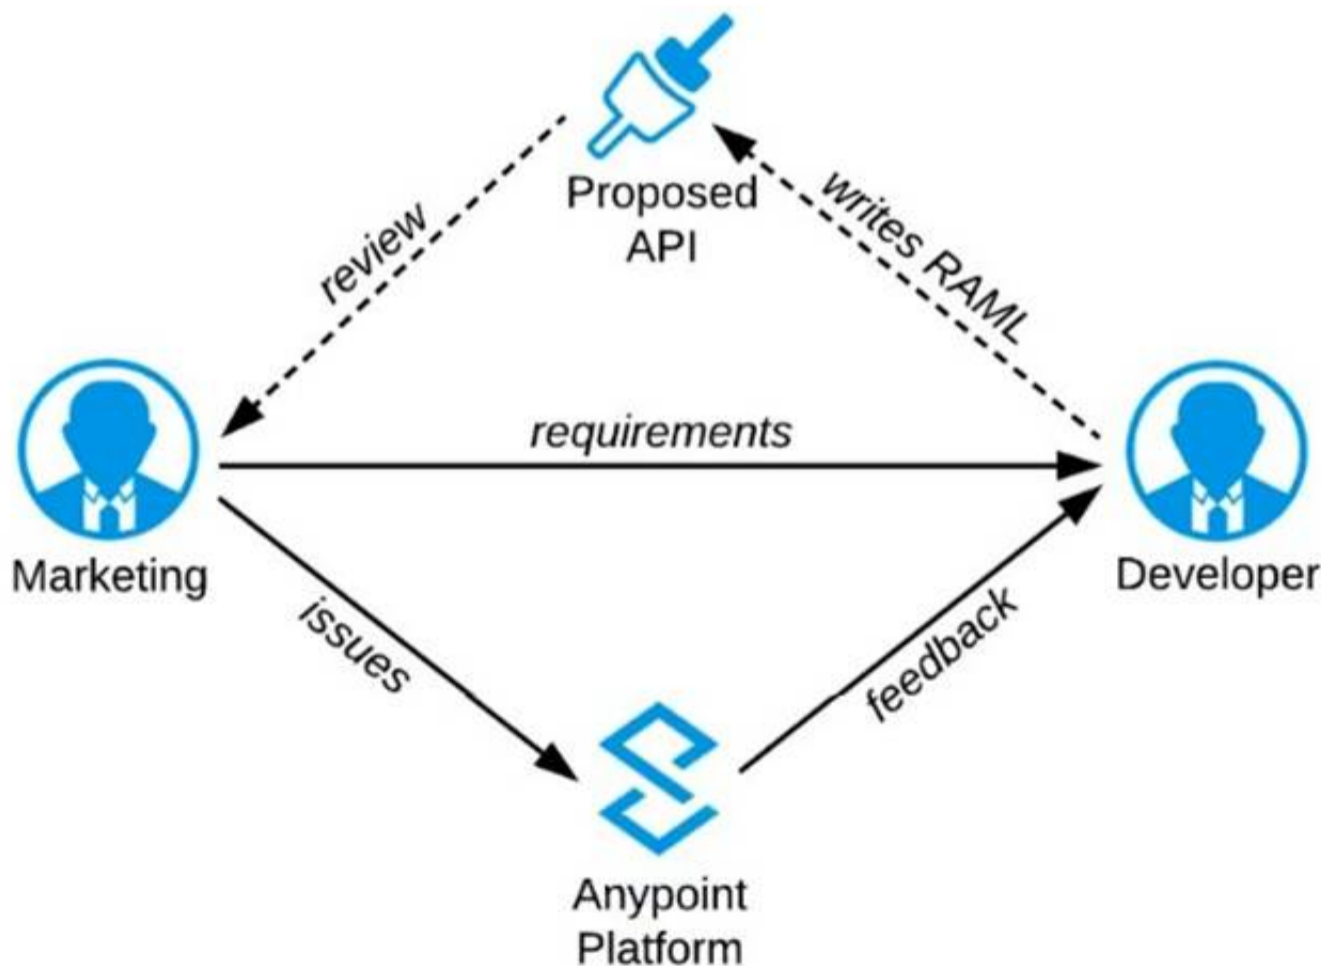 Proposed
API
review
writes RAML
requirements
Marketing
Developer
issues
feedback
Anypoint
Platform